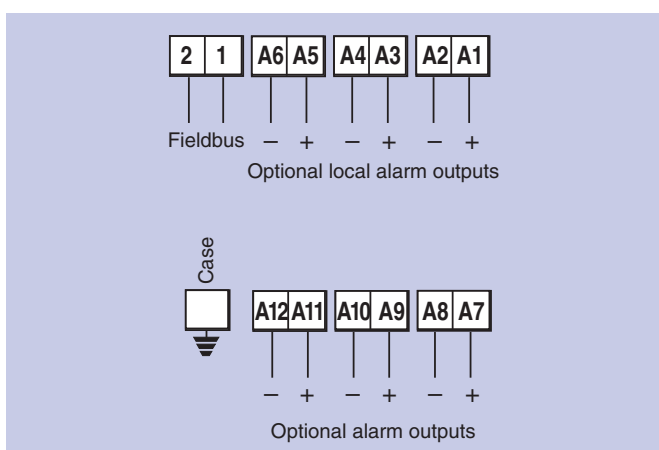 2 1 A6 A5 A4 A3 A2 A1
Fieldbus – + – + – +
Optional local alarm outputs
Case
A12 A11 A10 A9 A8 A7
– + – + – +
Optional alarm outputs